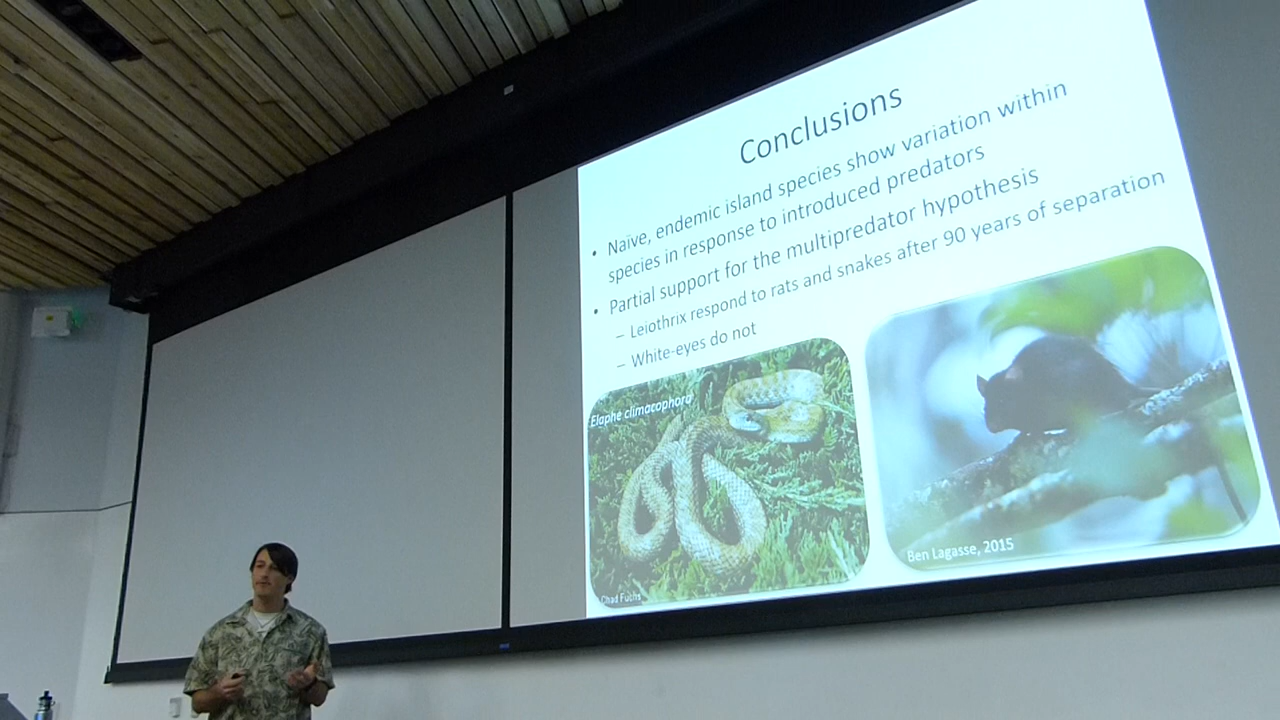 Conclusions
• Naïve, endemic island species show variation within
species in response to introduced predators
• Partial support for the multipredator hypothesis
– Leiothrix respond to rats and snakes after 90 years of separation
– White-eyes do not
Elaphe climacophora
Chad Fuchs
Ben Lagasse, 2015